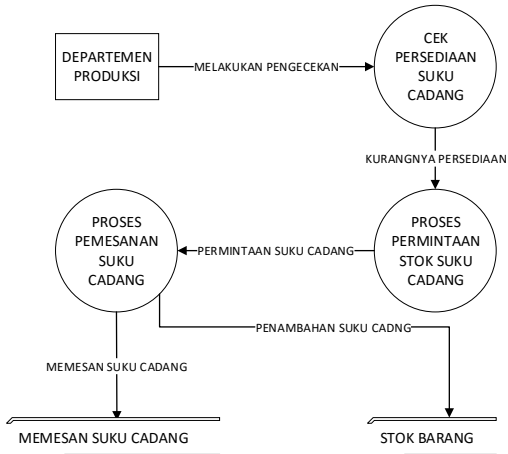 DEPARTEMEN
PRODUKSI
MELAKUKAN PENGECEKAN
CEK
PERSEDIAAN
SUKU
CADANG
KURANGNYA PERSEDIAAN
PROSES
PEMESANAN
SUKU
CADANG
PERMINTAAN SUKU CADANG
PROSES
PERMINTAAN
STOK SUKU
CADANG
PENAMBAHAN SUKU CADNG
MEMESAN SUKU CADANG
MEMESAN SUKU CADANG
STOK BARANG